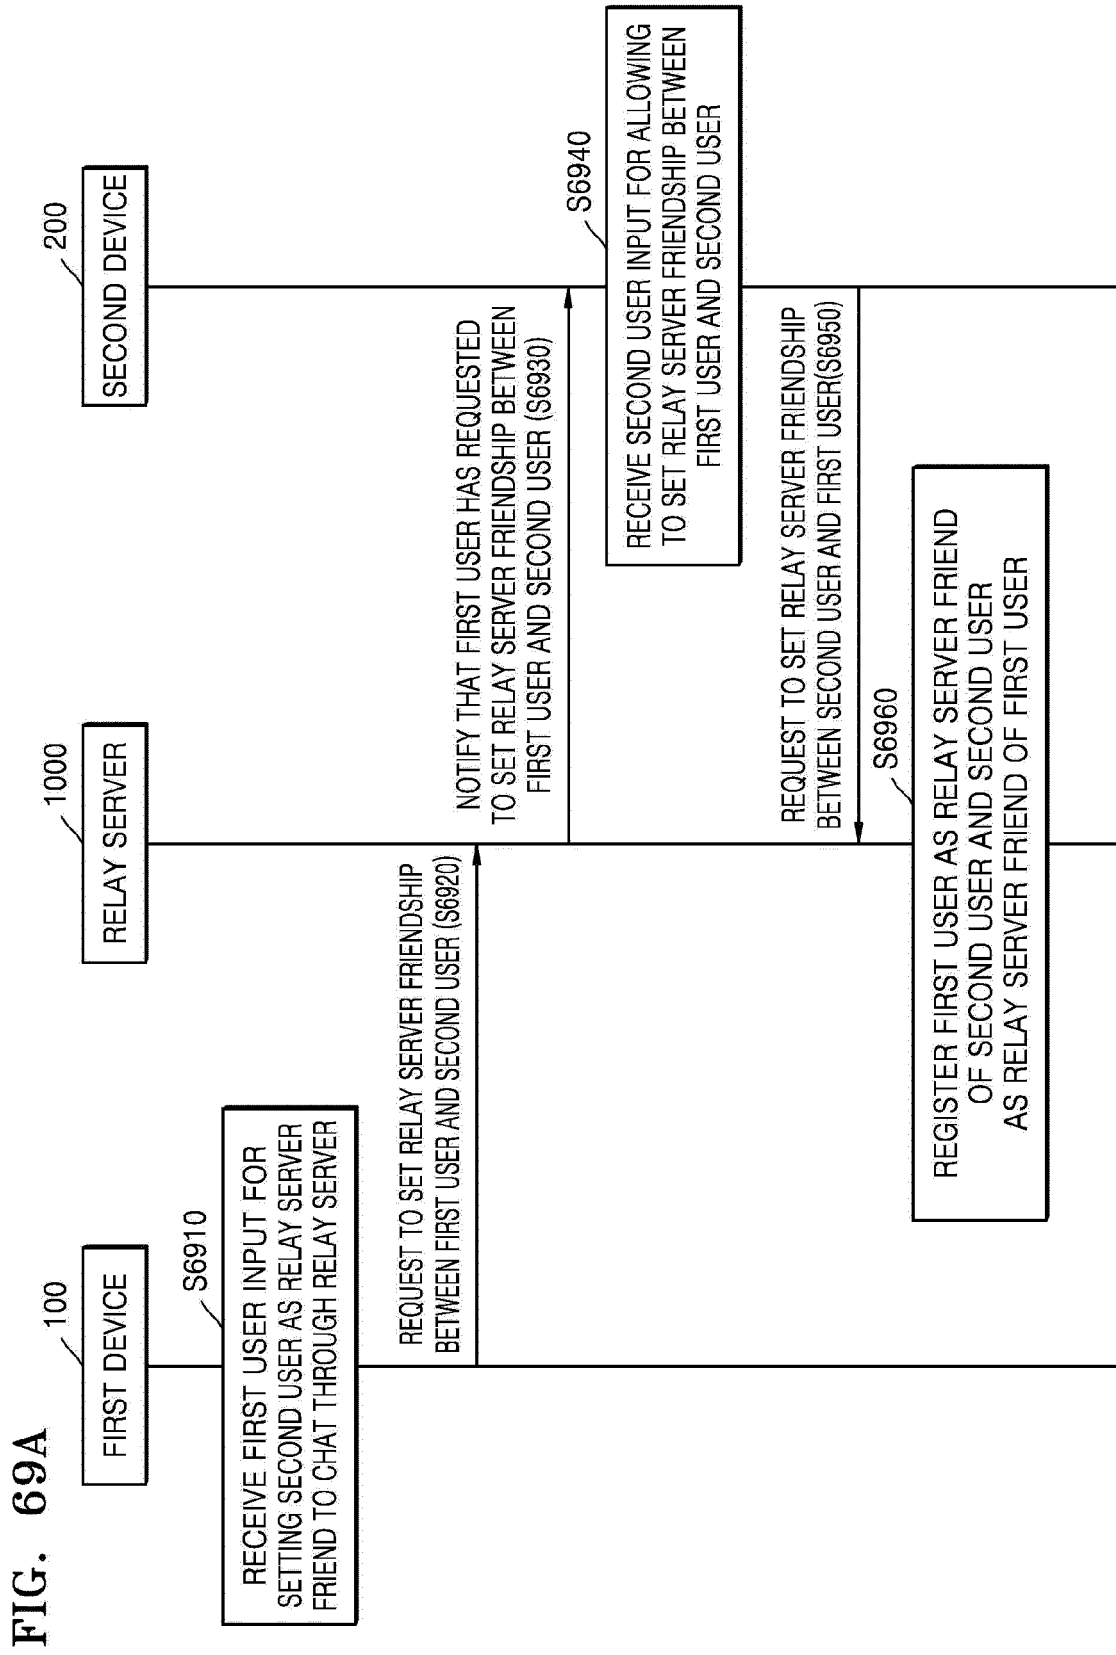 FIG. 69A
100
FIRST DEVICE
1000
RELAY SERVER
200
SECOND DEVICE
S6910
RECEIVE FIRST USER INPUT FOR
SETTING SECOND USER AS RELAY SERVER
FRIEND TO CHAT THROUGH RELAY SERVER
REQUEST TO SET RELAY SERVER FRIENDSHIP
BETWEEN FIRST USER AND SECOND USER (S6920)
NOTIFY THAT FIRST USER HAS REQUESTED
TO SET RELAY SERVER FRIENDSHIP BETWEEN
FIRST USER AND SECOND USER (S6930)
S6940
RECEIVE SECOND USER INPUT FOR ALLOWING
TO SET RELAY SERVER FRIENDSHIP BETWEEN
FIRST USER AND SECOND USER
REQUEST TO SET RELAY SERVER FRIENDSHIP
BETWEEN SECOND USER AND FIRST USER(S6950)
S6960
REGISTER FIRST USER AS RELAY SERVER FRIEND
OF SECOND USER AND SECOND USER
AS RELAY SERVER FRIEND OF FIRST USER